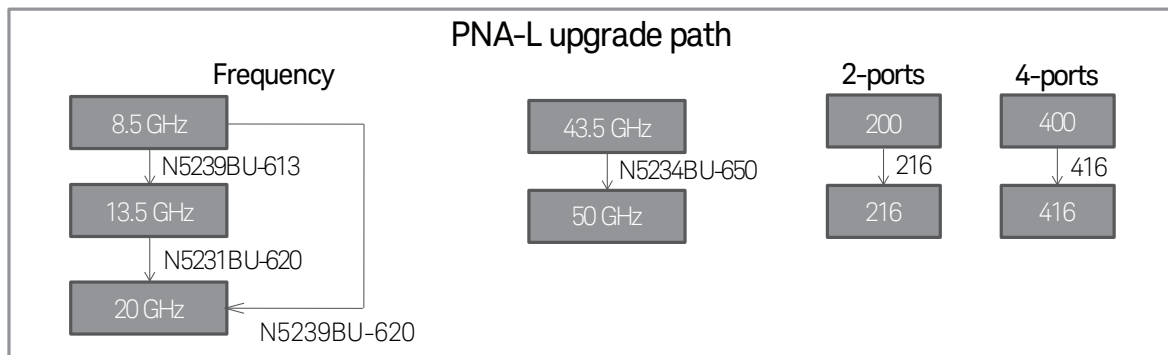 PNA-L upgrade path
Frequency
8.5 GHz
N5239BU-613
13.5 GHz
N5231BU-620
20 GHz
N5239BU-620
43.5 GHz
N5234BU-650
50 GHz
2-ports
200
216
216
4-ports
400
416
416